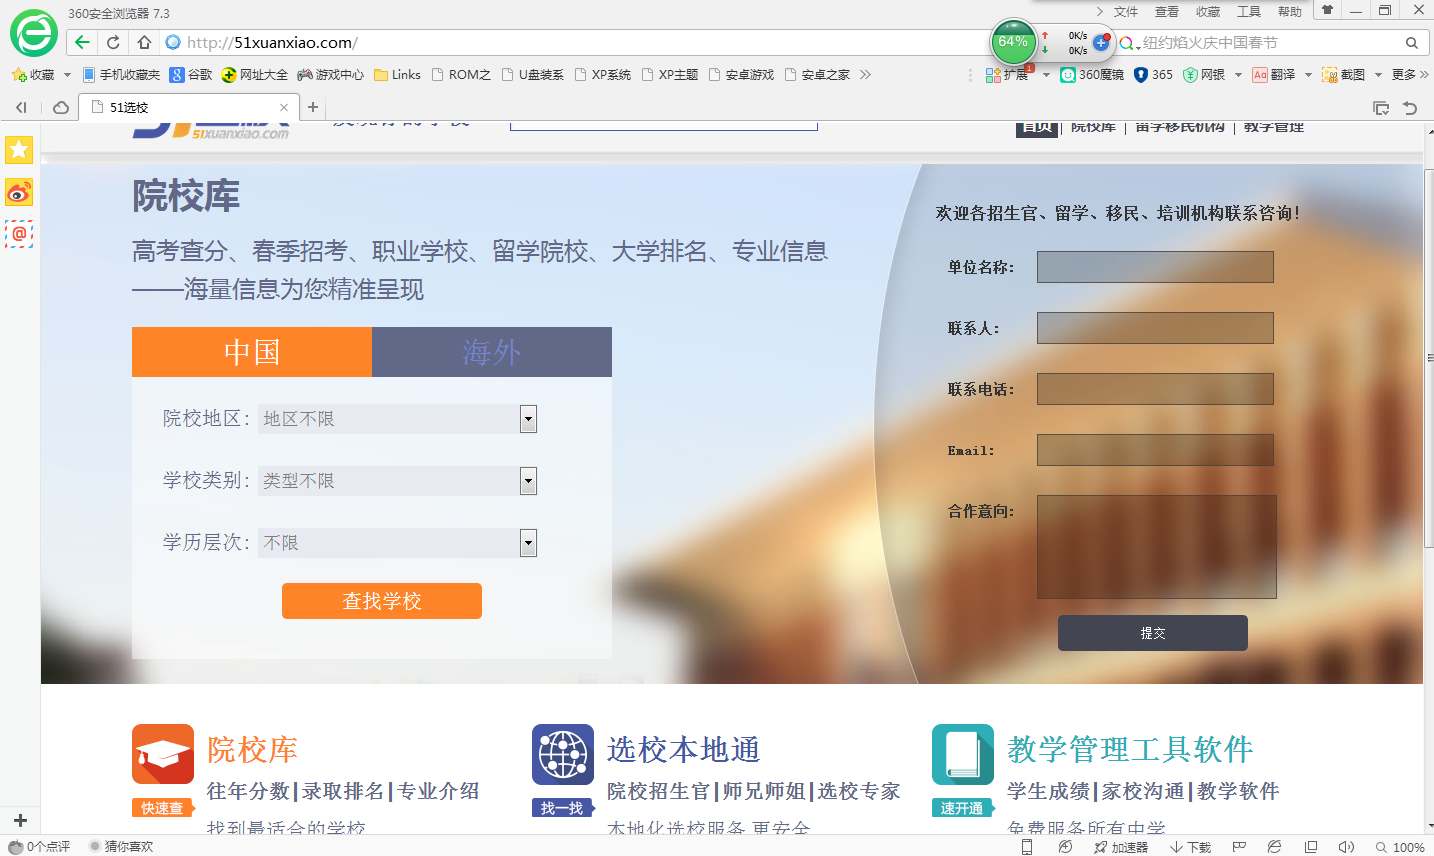 360安全浏览器 7.3
文件 查看 收藏 工具 帮助
http://51xuanxiao.com/
64%
0K/s
0K/s
纽约焰火庆中国春节
收藏 手机收藏夹 谷歌 网址大全 游戏中心 Links ROM之 U盘装系 XP系统 XP主题 安卓游戏 安卓之家 扩展 1 360魔镜 365 网银 Aa 翻译 截图 更多
51选校
51xuanxiao.com
首页 | 院校库 | 留学移民机构 | 教学管理
院校库
高考查分、春季招考、职业学校、留学院校、大学排名、专业信息
——海量信息为您精准呈现
中国 海外
院校地区: 地区不限
学校类别: 类型不限
学历层次: 不限
查找学校
欢迎各招生官、留学、移民、培训机构联系咨询!
单位名称:
联系人:
联系电话:
Email:
合作意向:
提交
院校库
往年分数|录取排名|专业介绍
快速查
找到最适合的学校
选校本地通
院校招生官|师兄师姐|选校专家
找一找
本地化选校服务 更安全
教学管理工具软件
学生成绩|家校沟通|教学软件
速开通
免费服务所有中学
0个点评 猜你喜欢 加速器 下载 100%